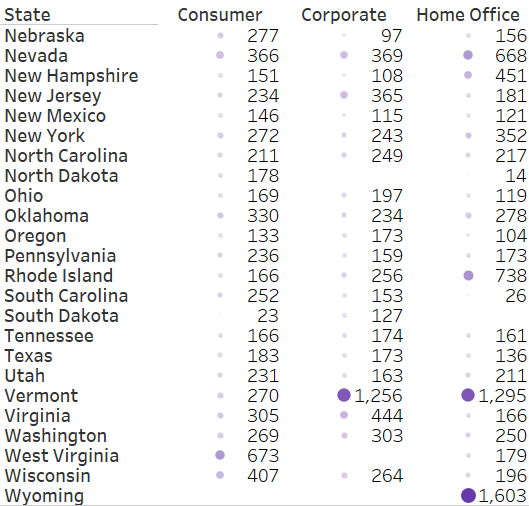 State Consumer Corporate Home Office
Nebraska 277 97 156
Nevada 366 369 668
New Hampshire 151 108 451
New Jersey 234 365 181
New Mexico 146 115 121
New York 272 243 352
North Carolina 211 249 217
North Dakota 178 14
Ohio 169 197 119
Oklahoma 330 234 278
Oregon 133 173 104
Pennsylvania 236 159 173
Rhode Island 166 256 738
South Carolina 252 153 26
South Dakota 23 127
Tennessee 166 174 161
Texas 183 173 136
Utah 231 163 211
Vermont 270 1,256 1,295
Virginia 305 444 166
Washington 269 303 250
West Virginia 673 179
Wisconsin 407 264 196
Wyoming 1,603